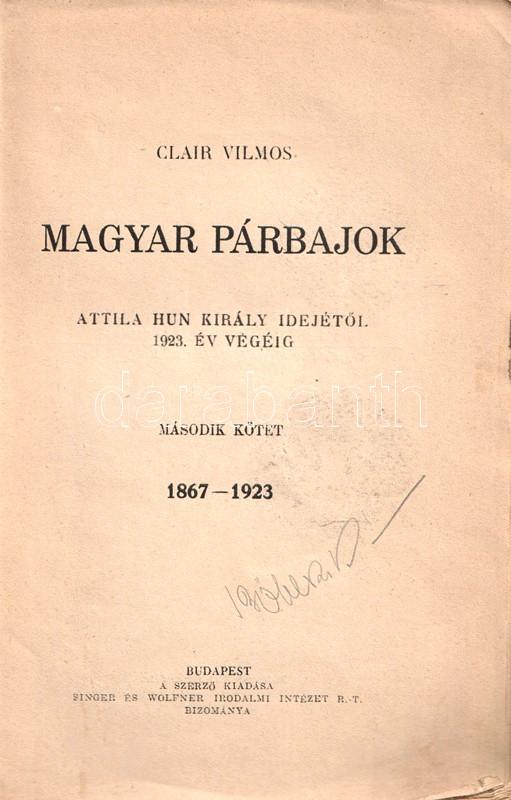 CLAIR VILMOS
MAGYAR PÁRBAJOK
ATTILA HUN KIRÁLY IDEJÉTŐL
1923. ÉV VÉGÉIG
darabanth
MÁSODIK KÖTET
1867—1923
BUDAPEST
A SZERZŐ KIADÁSA
SINGER ÉS WOLFNER IRODALMI INTÉZET R.-T.
BIZOMÁNYA